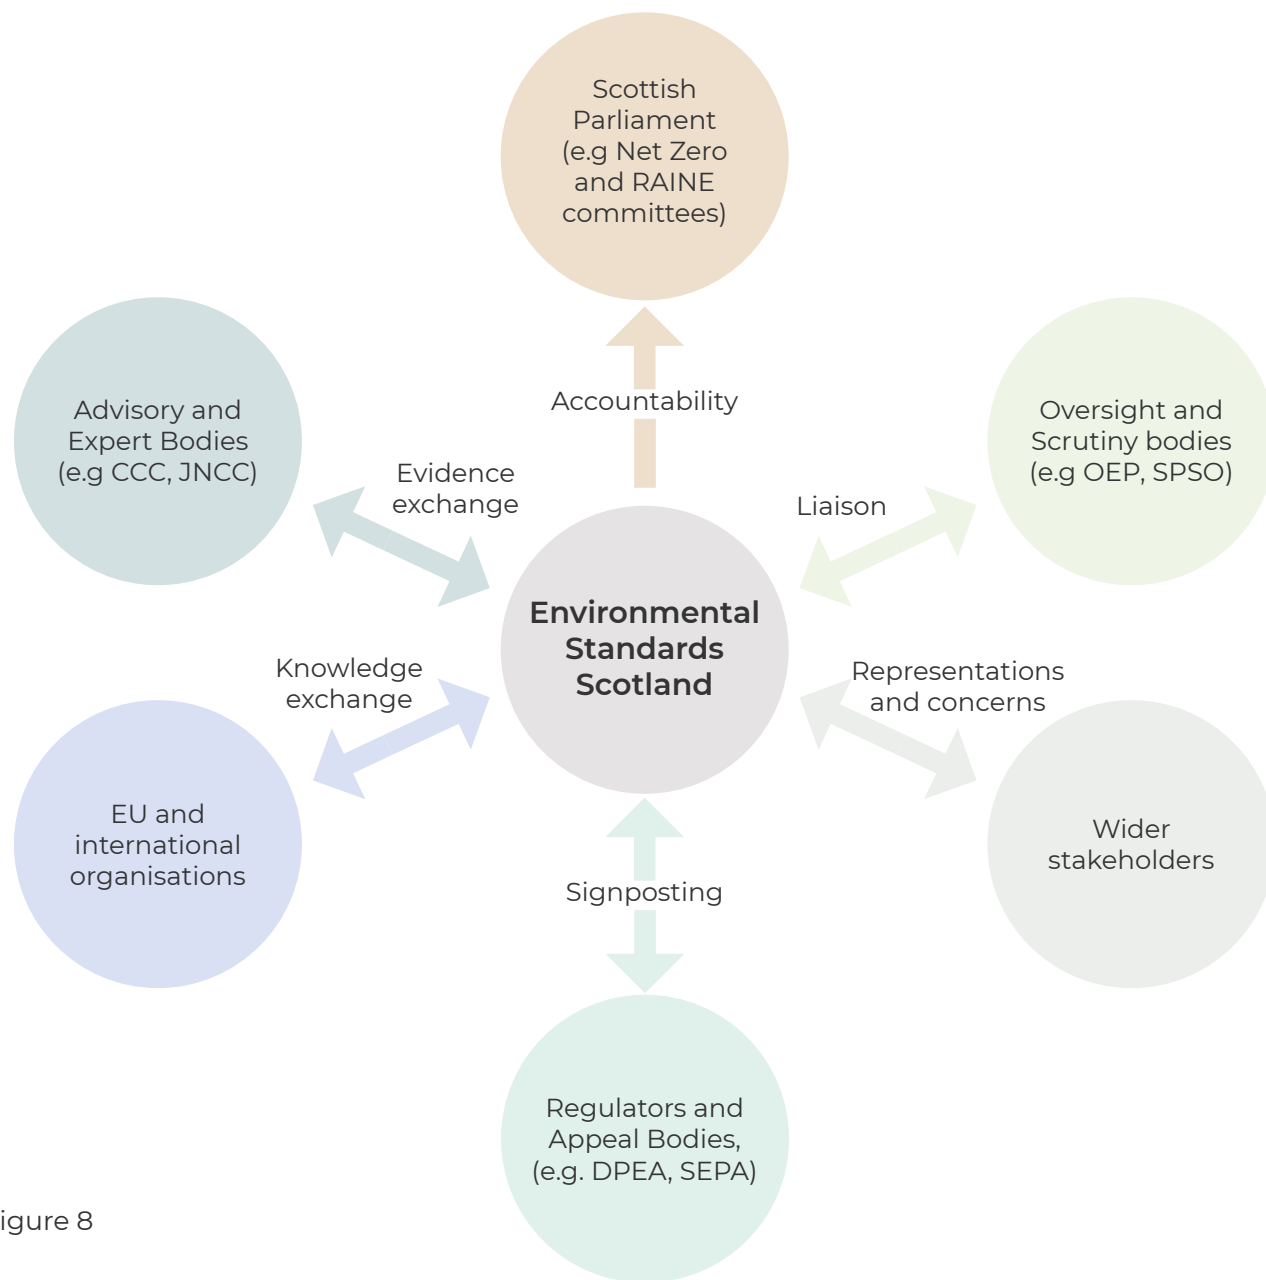 Scottish
Parliament
(e.g Net Zero
and RAINE
committees)
Accountability
Advisory and
Expert Bodies
(e.g CCC, JNCC)
Evidence
exchange
Oversight and
Scrutiny bodies
(e.g OEP, SPSO)
Liaison
Environmental
Standards
Scotland
Knowledge
exchange
EU and
international
organisations
Representations
and concerns
Wider
stakeholders
Signposting
Regulators and
Appeal Bodies,
(e.g. DPEA, SEPA)
igure 8